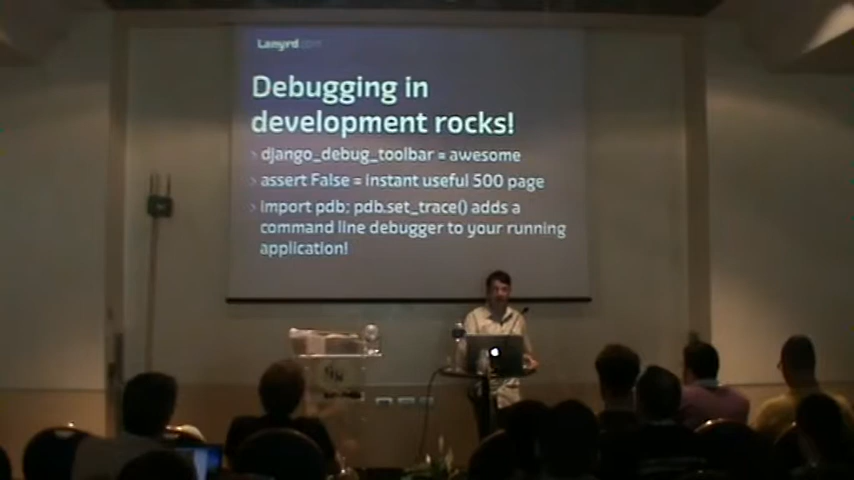 Lanyrd.com
Debugging in
development rocks!
django_debug_toolbar = awesome
assert False = instant useful 500 page
import pdb; pdb.set_trace() adds a
command line debugger to your running
application!